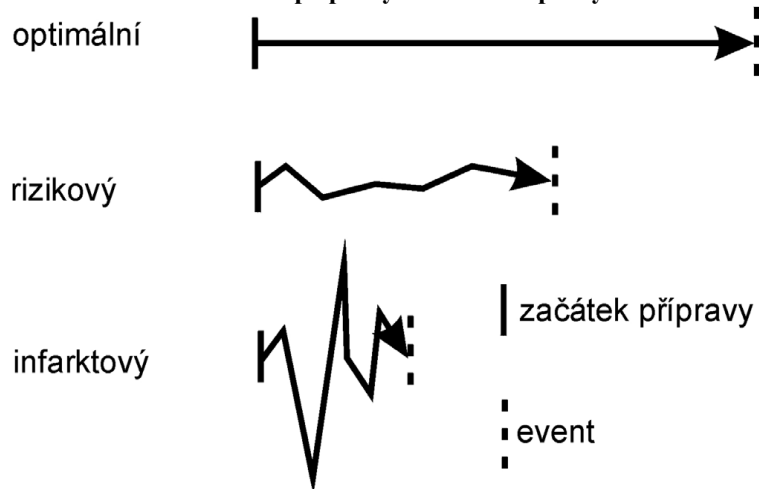 optimální
rizikový
infarktový
začátek přípravy
event